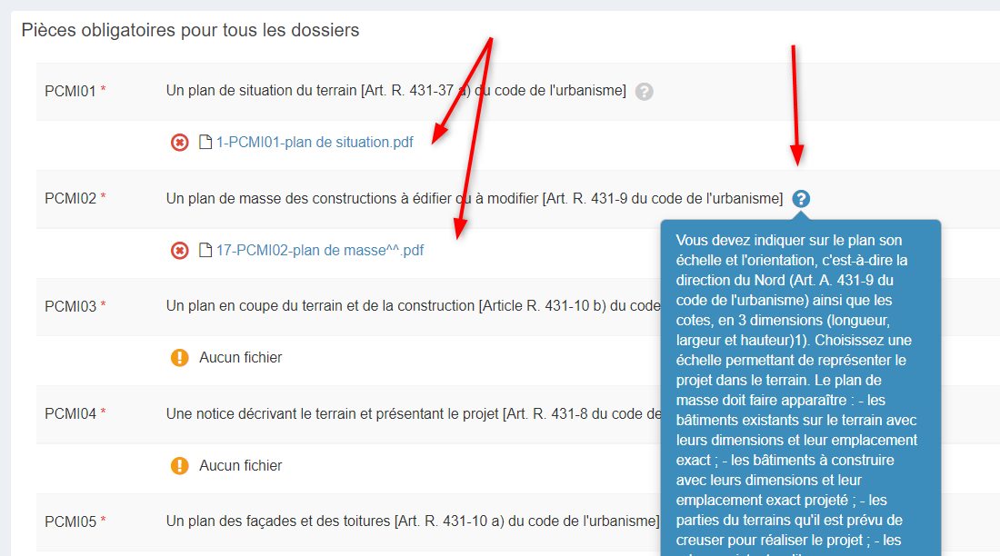 Pièces obligatoires pour tous les dossiers
PCMI01 * Un plan de situation du terrain [Art. R. 431-37 a) du code de l'urbanisme] ?
1-PCMI01-plan de situation.pdf
PCMI02 * Un plan de masse des constructions à édifier ou à modifier [Art. R. 431-9 du code de l'urbanisme] ?
17-PCMI02-plan de masse^^.pdf
PCMI03 * Un plan en coupe du terrain et de la construction [Article R. 431-10 b) du code
! Aucun fichier
PCMI04 * Une notice décrivant le terrain et présentant le projet [Art. R. 431-8 du code de
! Aucun fichier
PCMI05 * Un plan des façades et des toitures [Art. R. 431-10 a) du code de l'urbanisme]
Vous devez indiquer sur le plan son
échelle et l'orientation, c'est-à-dire la
direction du Nord (Art. A. 431-9 du
code de l'urbanisme) ainsi que les
cotes, en 3 dimensions (longueur,
largeur et hauteur)1). Choisissez une
échelle permettant de représenter le
projet dans le terrain. Le plan de
masse doit faire apparaître : - les
bâtiments existants sur le terrain avec
leurs dimensions et leur emplacement
exact ; - les bâtiments à construire
avec leurs dimensions et leur
emplacement exact projeté ; - les
parties du terrains qu'il est prévu de
creuser pour réaliser le projet ; - les